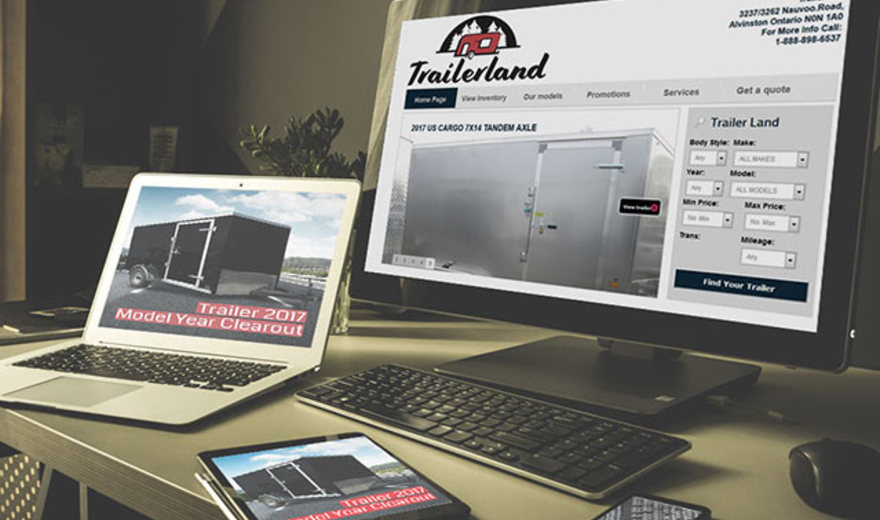 3237/3262 Nauvoo.Road,
Alvinston Ontario N0N 1A0
For More Info Call:
1-888-898-6537
Trailerland
Home Page
View Inventory
Our models
Promotions
Services
Get a quote
2017 US CARGO 7X14 TANDEM AXLE
View trailer
Trailer Land
Body Style: Make:
Any ALL MAKES
Year: Model:
Any ALL MODELS
Min Price: Max Price:
No Min No Max
Trans: Mileage:
Any
Find Your Trailer
Trailer 2017
Model Year Clearout
Trailer 2017
Model Year Clearout